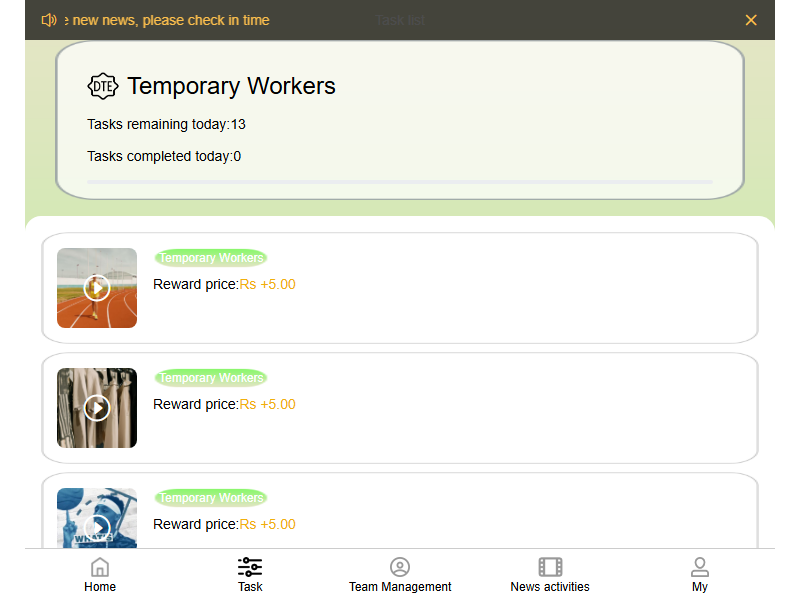 e new news, please check in time
Task list
DTE
Temporary Workers
Tasks remaining today:13
Tasks completed today:0
Temporary Workers
Reward price:Rs +5.00
Temporary Workers
Reward price:Rs +5.00
WHAT'S
Temporary Workers
Reward price:Rs +5.00
Home
Task
Team Management
News activities
My